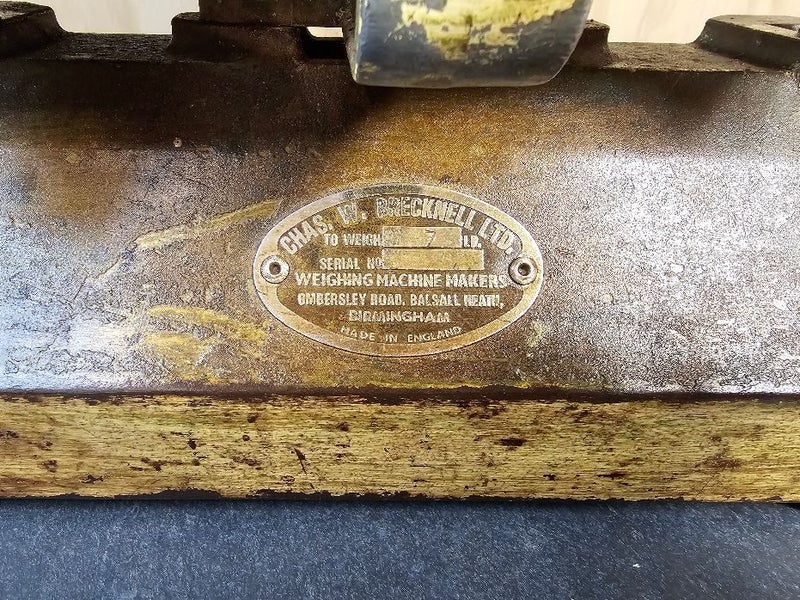 CHAS. W. BRECKNELL LTD.
TO WEIGH 7 LB.
SERIAL NO.
WEIGHING MACHINE MAKERS
OMBERSLEY ROAD, BALSALL HEATH,
BIRMINGHAM
MADE IN ENGLAND